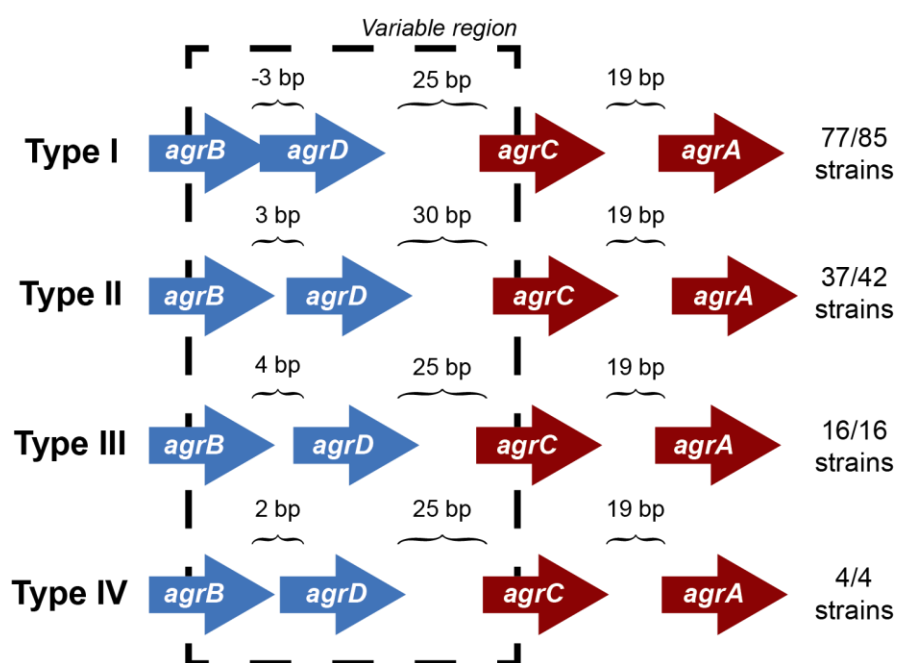 Variable region
-3 bp 25 bp 19 bp
Type I agrB agrD agrC agrA 77/85
strains
3 bp 30 bp 19 bp
Type II agrB agrD agrC agrA 37/42
strains
4 bp 25 bp 19 bp
Type III agrB agrD agrC agrA 16/16
strains
2 bp 25 bp 19 bp
Type IV agrB agrD agrC agrA 4/4
strains